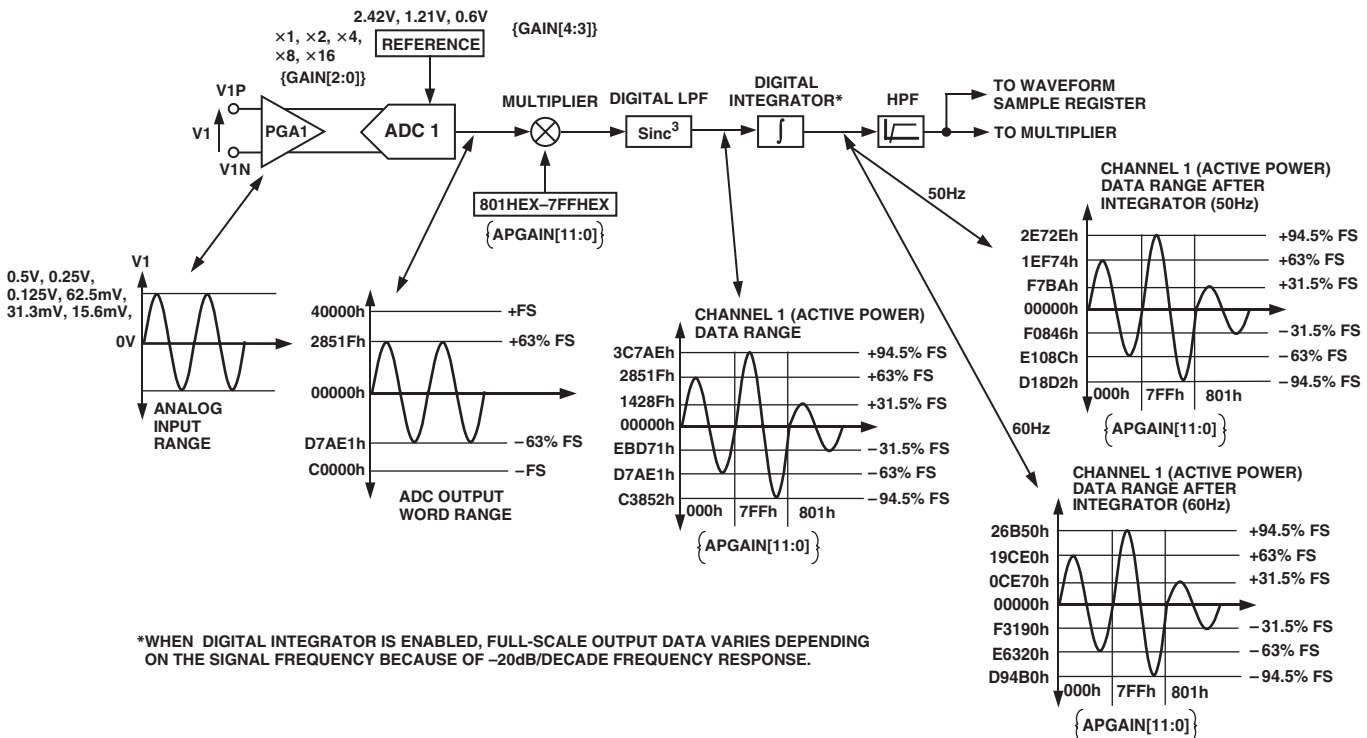 2.42V, 1.21V, 0.6V
{GAIN[4:3]}
×1, ×2, ×4,
×8, ×16
{GAIN[2:0]}
REFERENCE
V1P
V1
V1N
PGA1
ADC 1
MULTIPLIER
801HEX–7FFHEX
{APGAIN[11:0]}
DIGITAL LPF
Sinc³
DIGITAL
INTEGRATOR*
∫
HPF
TO WAVEFORM
SAMPLE REGISTER
TO MULTIPLIER
50Hz
60Hz
V1
0.5V, 0.25V,
0.125V, 62.5mV,
31.3mV, 15.6mV,
0V
ANALOG
INPUT
RANGE
40000h +FS
2851Fh +63% FS
00000h
D7AE1h –63% FS
C0000h –FS
ADC OUTPUT
WORD RANGE
CHANNEL 1 (ACTIVE POWER)
DATA RANGE
3C7AEh +94.5% FS
2851Fh +63% FS
1428Fh +31.5% FS
00000h
EBD71h –31.5% FS
D7AE1h –63% FS
C3852h –94.5% FS
000h 7FFh 801h
{APGAIN[11:0]}
CHANNEL 1 (ACTIVE POWER)
DATA RANGE AFTER
INTEGRATOR (50Hz)
2E72Eh +94.5% FS
1EF74h +63% FS
F7BAh +31.5% FS
00000h
F0846h –31.5% FS
E108Ch –63% FS
D18D2h –94.5% FS
000h 7FFh 801h
{APGAIN[11:0]}
CHANNEL 1 (ACTIVE POWER)
DATA RANGE AFTER
INTEGRATOR (60Hz)
26B50h +94.5% FS
19CE0h +63% FS
0CE70h +31.5% FS
00000h
F3190h –31.5% FS
E6320h –63% FS
D94B0h –94.5% FS
000h 7FFh 801h
{APGAIN[11:0]}
*WHEN DIGITAL INTEGRATOR IS ENABLED, FULL-SCALE OUTPUT DATA VARIES DEPENDING
ON THE SIGNAL FREQUENCY BECAUSE OF –20dB/DECADE FREQUENCY RESPONSE.